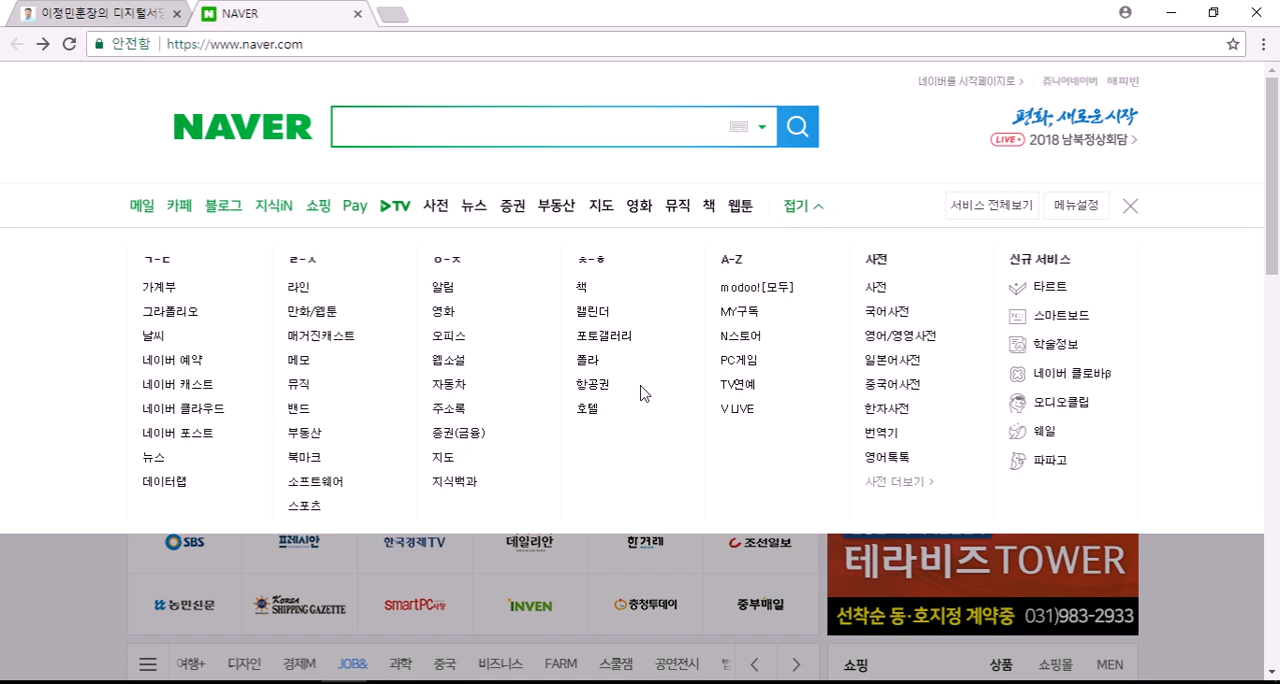 이정민훈장의 디지털서당
NAVER
안전함 https://www.naver.com
네이버를 시작페이지로 > 쥬니어네이버 해피빈
NAVER
평화, 새로운 시작
LIVE 2018 남북정상회담 >
메일 카페 블로그 지식iN 쇼핑 Pay TV 사전 뉴스 증권 부동산 지도 영화 뮤직 책 웹툰 접기 서비스 전체보기 메뉴설정
ㄱ-ㄷ
가계부
그라폴리오
날씨
네이버 예약
네이버 캐스트
네이버 클라우드
네이버 포스트
뉴스
데이터랩
ㄹ-ㅅ
라인
만화/웹툰
매거진캐스트
메모
뮤직
밴드
부동산
북마크
소프트웨어
스포츠
ㅇ-ㅈ
알림
영화
오피스
웹소설
자동차
주소록
증권(금융)
지도
지식백과
ㅊ-ㅎ
책
캘린더
포토갤러리
폴라
항공권
호텔
A-Z
modoo![모두]
MY구독
N스토어
PC게임
TV연예
V LIVE
사전
사전
국어사전
영어/영영사전
일본어사전
중국어사전
한자사전
번역기
영어톡톡
사전 더보기 >
신규 서비스
타르트
스마트보드
학술정보
네이버 클로바β
오디오클립
웨일
파파고
SBS 프레시안 한국경제TV 데일리안 한겨레 조선일보
농민신문 KOREA SHIPPING GAZETTE smartPC사랑 INVEN 충청투데이 중부매일
테라비즈TOWER
선착순 동·호지정 계약중 031)983-2933
여행+ 디자인 경제M JOB& 과학 중국 비즈니스 FARM 스쿨잼 공연전시
쇼핑 상품 쇼핑몰 MEN